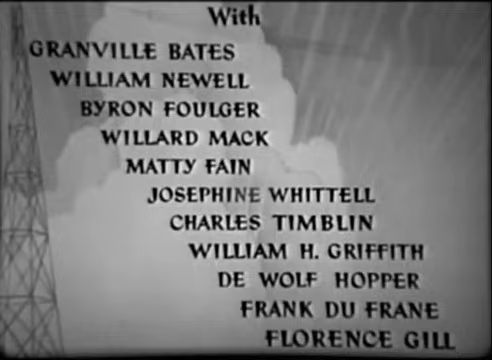 With
GRANVILLE BATES
WILLIAM NEWELL
BYRON FOULGER
WILLARD MACK
MATTY FAIN
JOSEPHINE WHITTELL
CHARLES TIMBLIN
WILLIAM H. GRIFFITH
DE WOLF HOPPER
FRANK DU FRANE
FLORENCE GILL